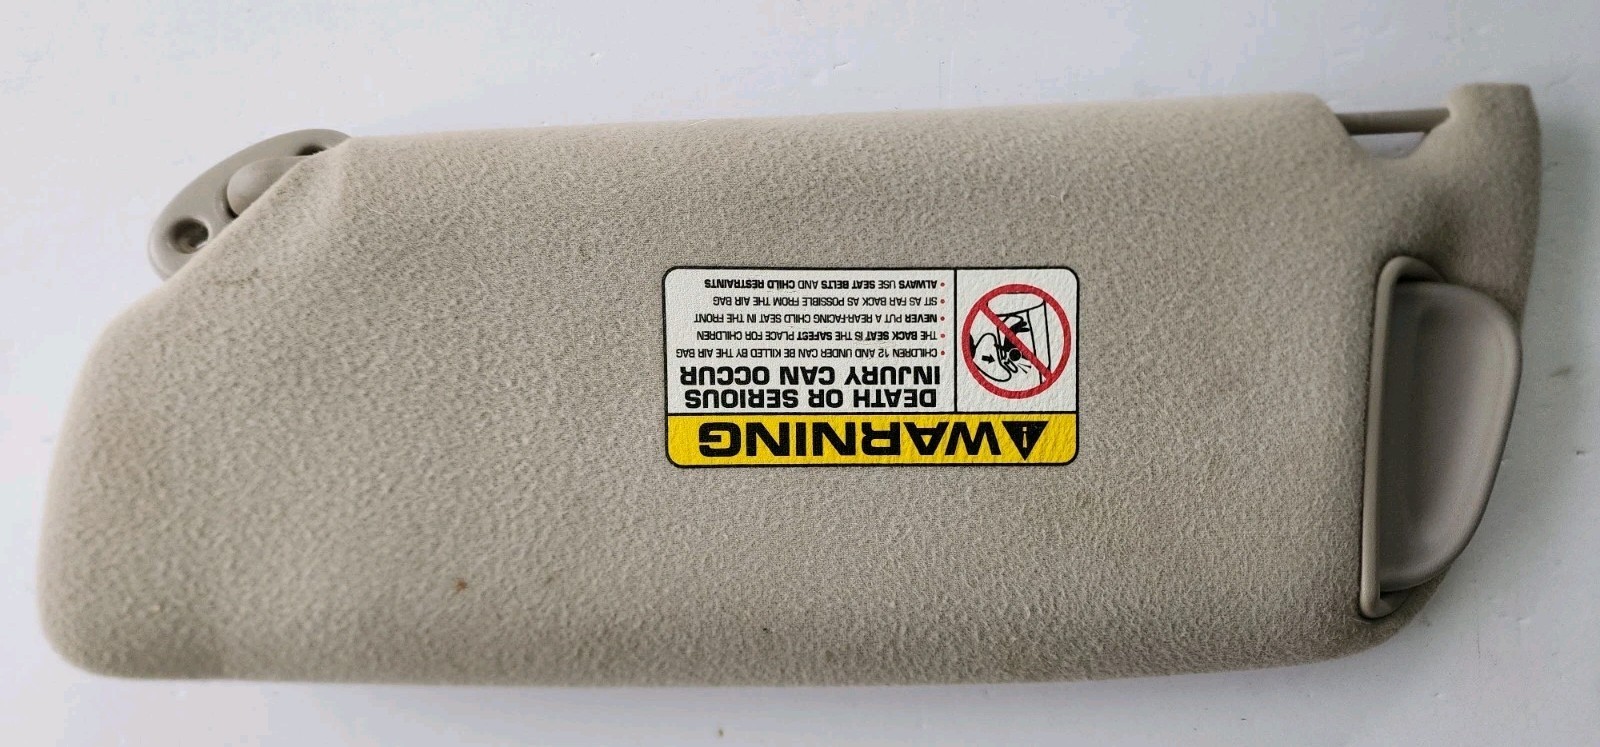 WARNING
DEATH OR SERIOUS
INJURY CAN OCCUR
• CHILDREN 12 AND UNDER CAN BE KILLED BY THE AIR BAG
• THE BACK SEAT IS THE SAFEST PLACE FOR CHILDREN
• NEVER PUT A REAR-FACING CHILD SEAT IN THE FRONT
• SIT AS FAR BACK AS POSSIBLE FROM THE AIR BAG
• ALWAYS USE SEAT BELTS AND CHILD RESTRAINTS